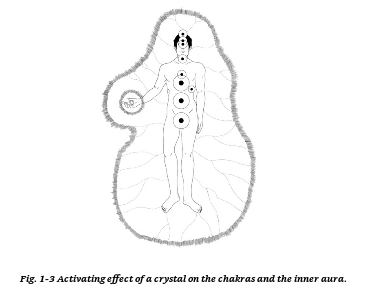 Fig. 1-3 Activating effect of a crystal on the chakras and the inner aura.